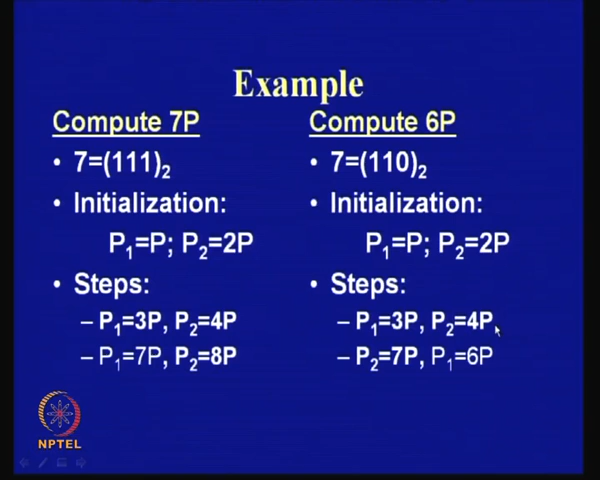 Example
Compute 7P
• 7=(111)₂
• Initialization:
P₁=P; P₂=2P
• Steps:
– P₁=3P, P₂=4P
– P₁=7P, P₂=8P
Compute 6P
• 7=(110)₂
• Initialization:
P₁=P; P₂=2P
• Steps:
– P₁=3P, P₂=4P
– P₂=7P, P₁=6P
NPTEL